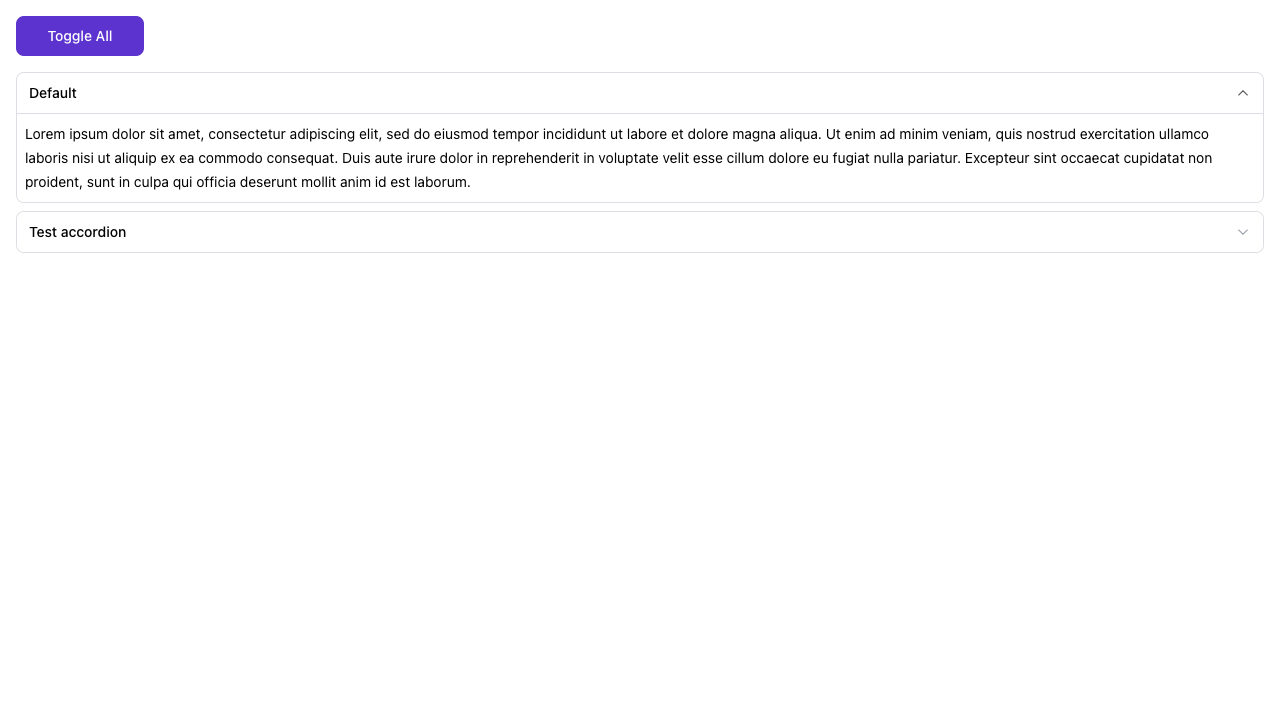 Toggle All
Default
Lorem ipsum dolor sit amet, consectetur adipiscing elit, sed do eiusmod tempor incididunt ut labore et dolore magna aliqua. Ut enim ad minim veniam, quis nostrud exercitation ullamco
laboris nisi ut aliquip ex ea commodo consequat. Duis aute irure dolor in reprehenderit in voluptate velit esse cillum dolore eu fugiat nulla pariatur. Excepteur sint occaecat cupidatat non
proident, sunt in culpa qui officia deserunt mollit anim id est laborum.
Test accordion